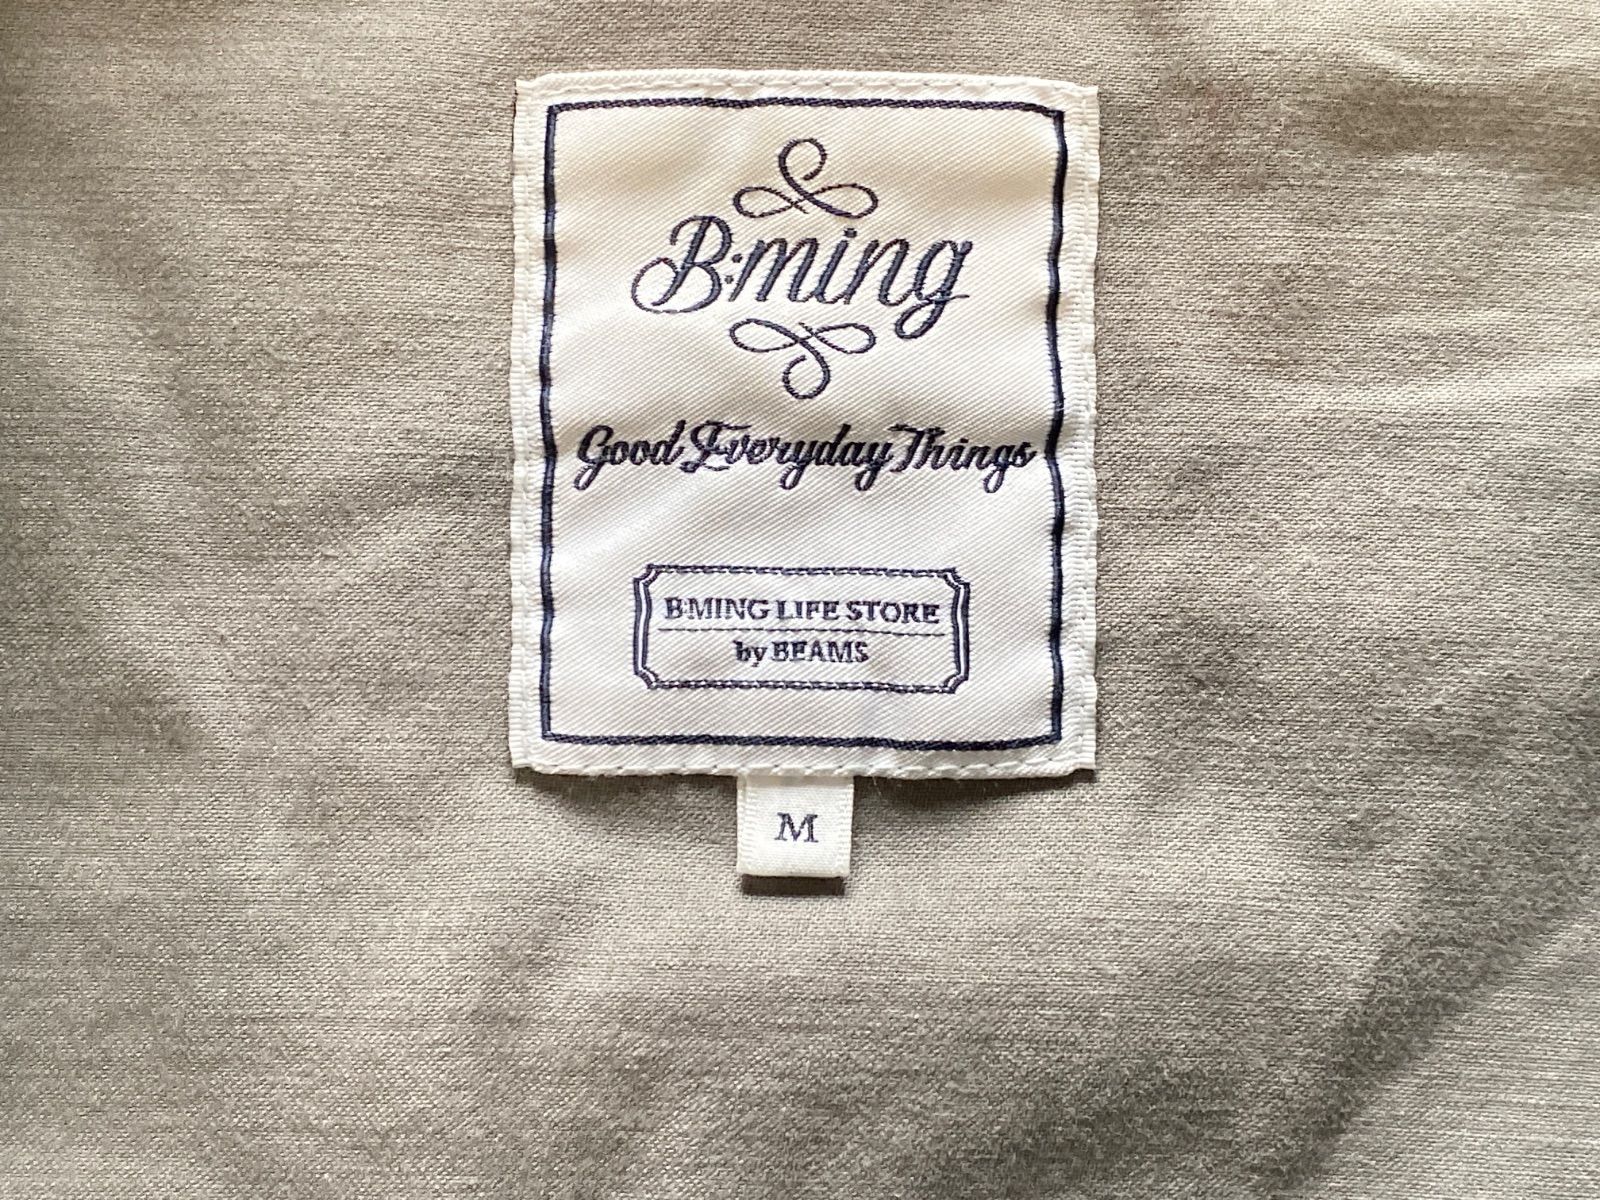 B:ming
Good Everyday Things
B:MING LIFE STORE
by BEAMS
M